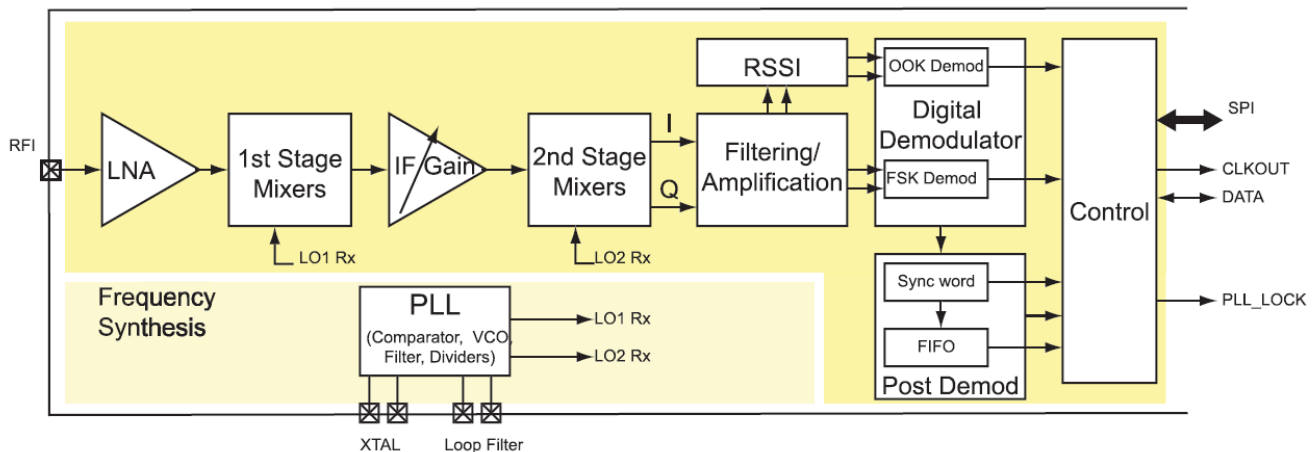 RFI
LNA
1st Stage
Mixers
LO1 Rx
IF Gain
2nd Stage
Mixers
LO2 Rx
I
Q
RSSI
Filtering/
Amplification
OOK Demod
Digital
Demodulator
FSK Demod
Sync word
FIFO
Post Demod
Control
SPI
CLKOUT
DATA
PLL_LOCK
Frequency
Synthesis
PLL
(Comparator, VCO,
Filter, Dividers)
LO1 Rx
LO2 Rx
XTAL
Loop Filter